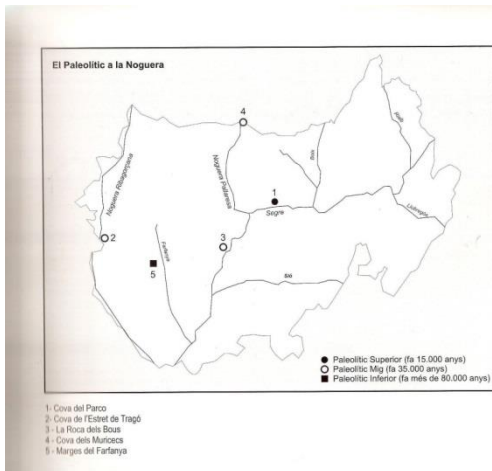 El Paleolític a la Noguera
4
Noguera Ribagorçana
Noguera Pallaresa
Boix
Rialb
1
Segre
Llobregós
2
Farfanya
3
5
Sió
● Paleolític Superior (fa 15.000 anys)
○ Paleolític Mig (fa 35.000 anys)
■ Paleolític Inferior (fa més de 80.000 anys)
1- Cova del Parco
2- Cova de l'Estret de Tragó
3 - La Roca dels Bous
4 - Cova dels Muricecs
5 - Marges del Farfanya